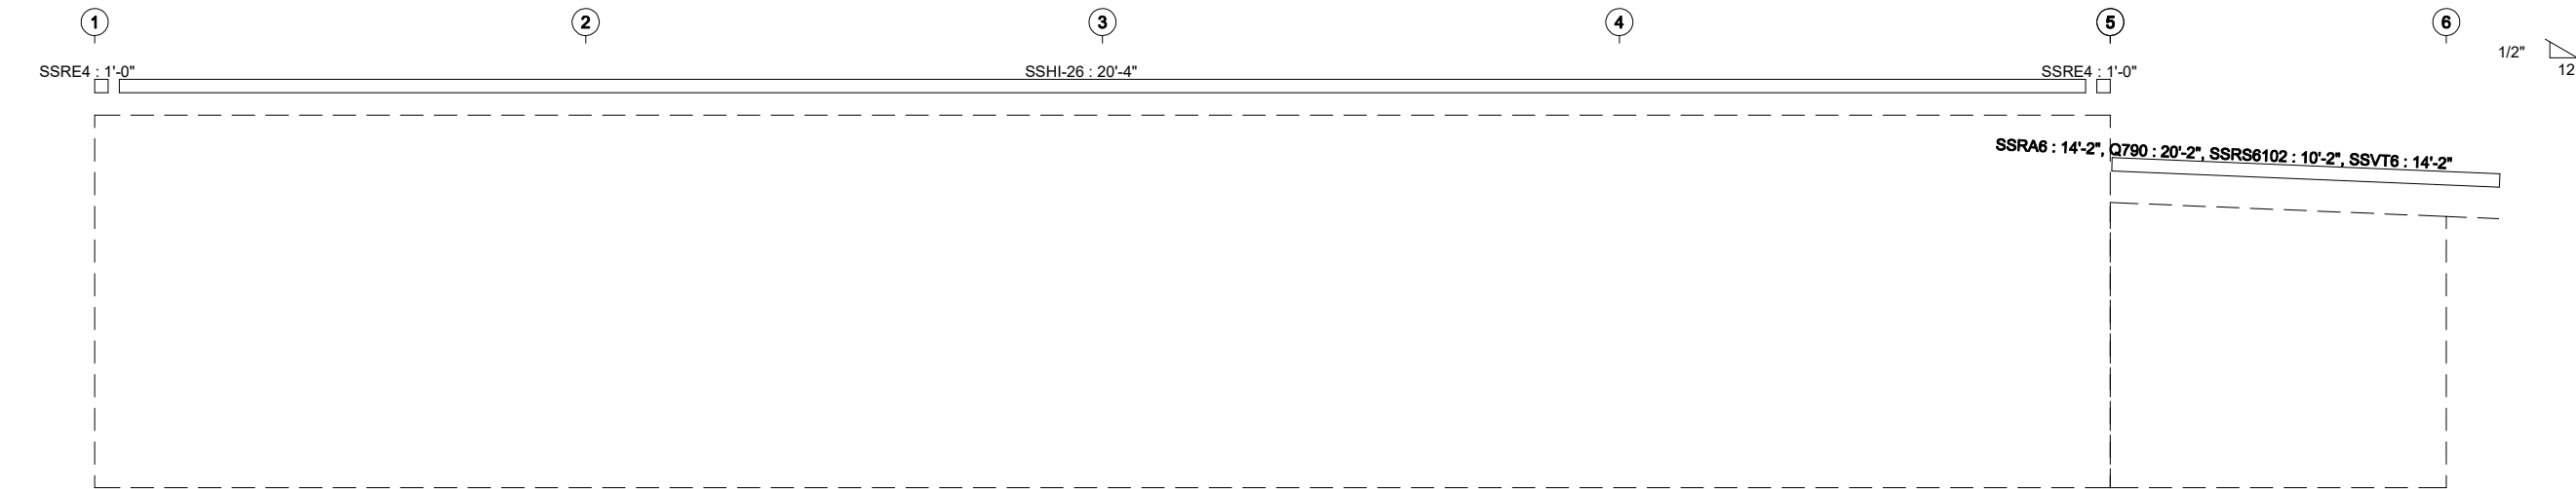 1 2 3 4 5 6
1/2"
12
SSRE4 : 1'-0" SSHI-26 : 20'-4" SSRE4 : 1'-0"
SSRA6 : 14'-2", Q790 : 20'-2", SSRS6102 : 10'-2", SSVT6 : 14'-2"